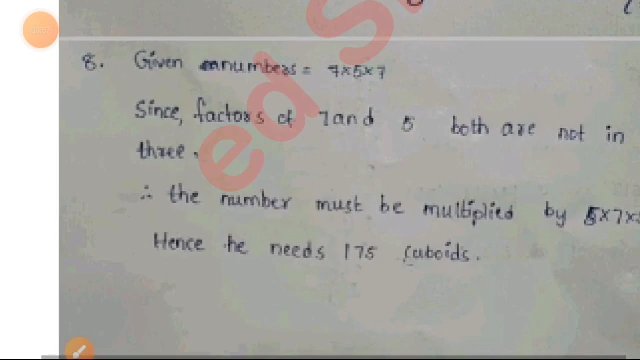 8. Given numbers = 7×5×7
Since, factors of 7 and 5 both are not in
three.
∴ the number must be multiplied by 5×7×
Hence he needs 175 cuboids.
ed S